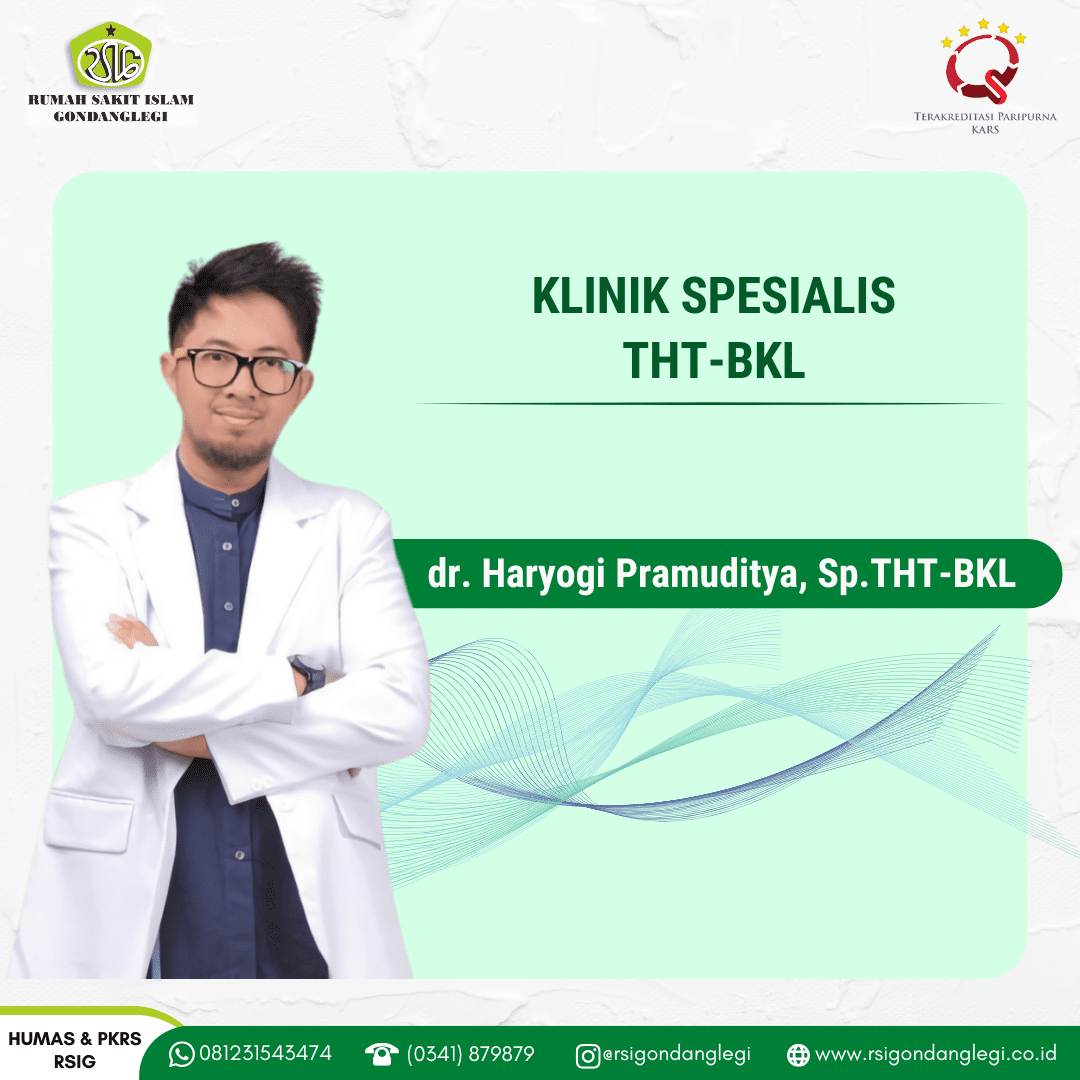 RSIG
RUMAH SAKIT ISLAM
GONDANGLEGI
TERAKREDITASI PARIPURNA
KARS
KLINIK SPESIALIS
THT-BKL
dr. Haryogi Pramuditya, Sp.THT-BKL
HUMAS & PKRS
RSIG
081231543474
(0341) 879879
@rsigondanglegi
www.rsigondanglegi.co.id